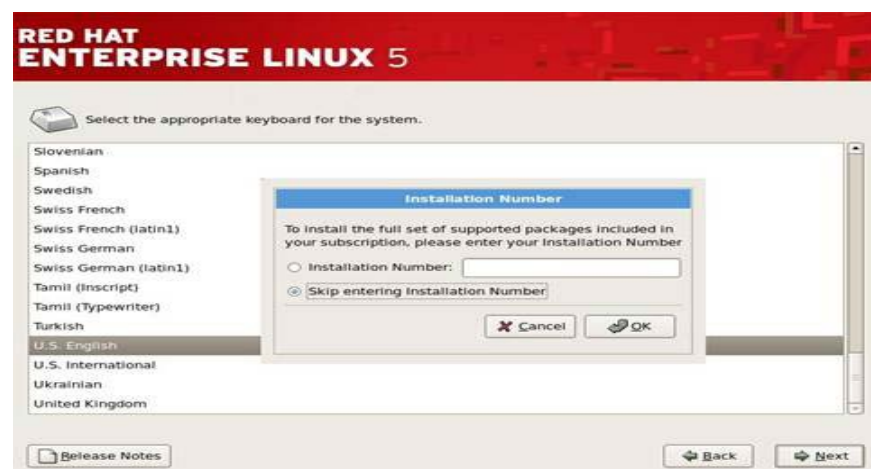 RED HAT
ENTERPRISE LINUX 5
Select the appropriate keyboard for the system.
Slovenian
Spanish
Swedish
Swiss French
Swiss French (latin1)
Swiss German
Swiss German (latin1)
Tamil (Inscript)
Tamil (Typewriter)
Turkish
U.S. English
U.S. International
Ukrainian
United Kingdom
Installation Number
To install the full set of supported packages included in
your subscription, please enter your Installation Number
Installation Number:
Skip entering Installation Number
Cancel
OK
Release Notes
Back
Next